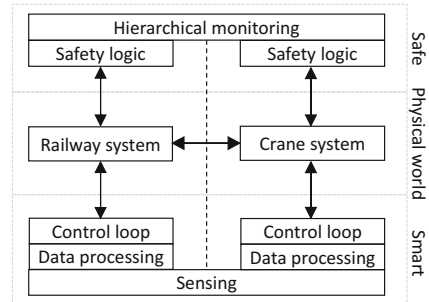 Hierarchical monitoring
Safety logic Safety logic
Safe
Railway system Crane system
Physical world
Control loop Control loop
Data processing Data processing
Sensing
Smart